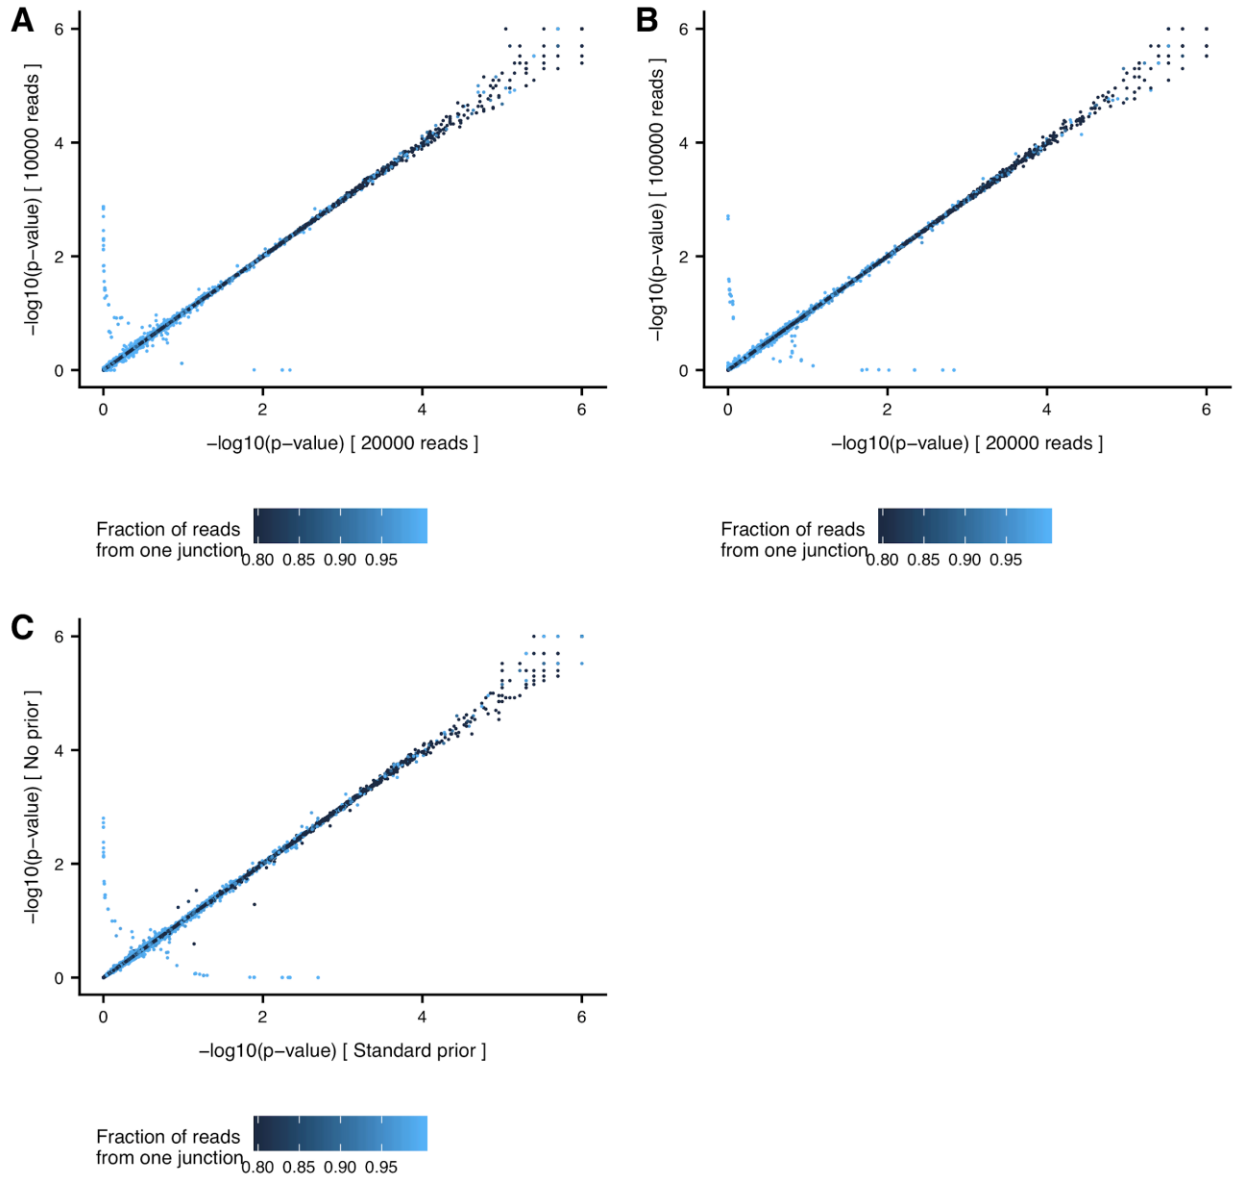 A
6
4
2
0
−log10(p−value) [ 10000 reads ]
0 2 4 6
−log10(p−value) [ 20000 reads ]
Fraction of reads
from one junction
0.80 0.85 0.90 0.95
B
6
4
2
0
−log10(p−value) [ 100000 reads ]
0 2 4 6
−log10(p−value) [ 20000 reads ]
Fraction of reads
from one junction
0.80 0.85 0.90 0.95
C
6
4
2
0
−log10(p−value) [ No prior ]
0 2 4 6
−log10(p−value) [ Standard prior ]
Fraction of reads
from one junction
0.80 0.85 0.90 0.95